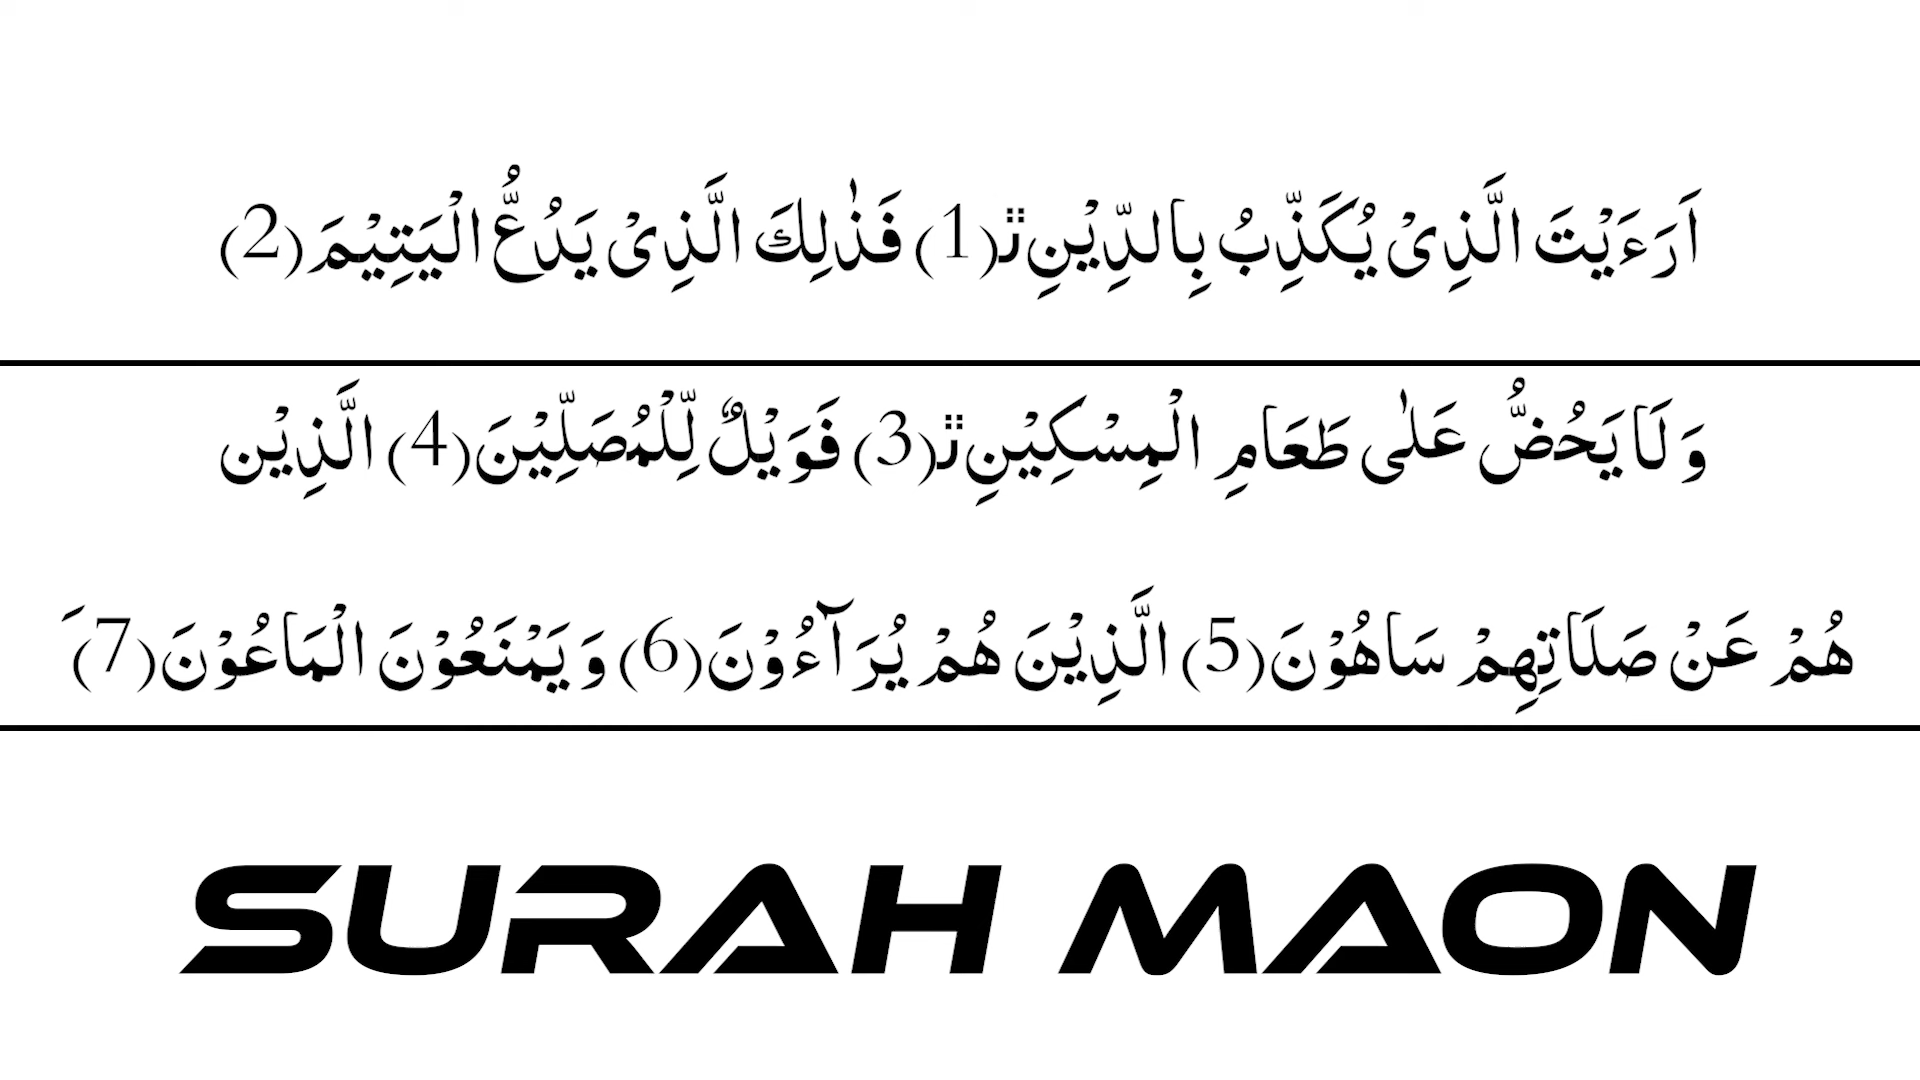 اَرَءَیْتَ الَّذِیْ یُكَذِّبُ بِالدِّیْنِﭤ(1) فَذٰلِكَ الَّذِیْ یَدُعُّ الْیَتِیْمَ(2)
وَ لَا یَحُضُّ عَلٰى طَعَامِ الْمِسْكِیْنِﭤ(3) فَوَیْلٌ لِّلْمُصَلِّیْنَ(4) الَّذِیْن
هُمْ عَنْ صَلَاتِهِمْ سَاهُوْنَ(5) الَّذِیْنَ هُمْ یُرَآءُوْنَ(6) وَ یَمْنَعُوْنَ الْمَاعُوْنَ(7)َ
SURAH MAON